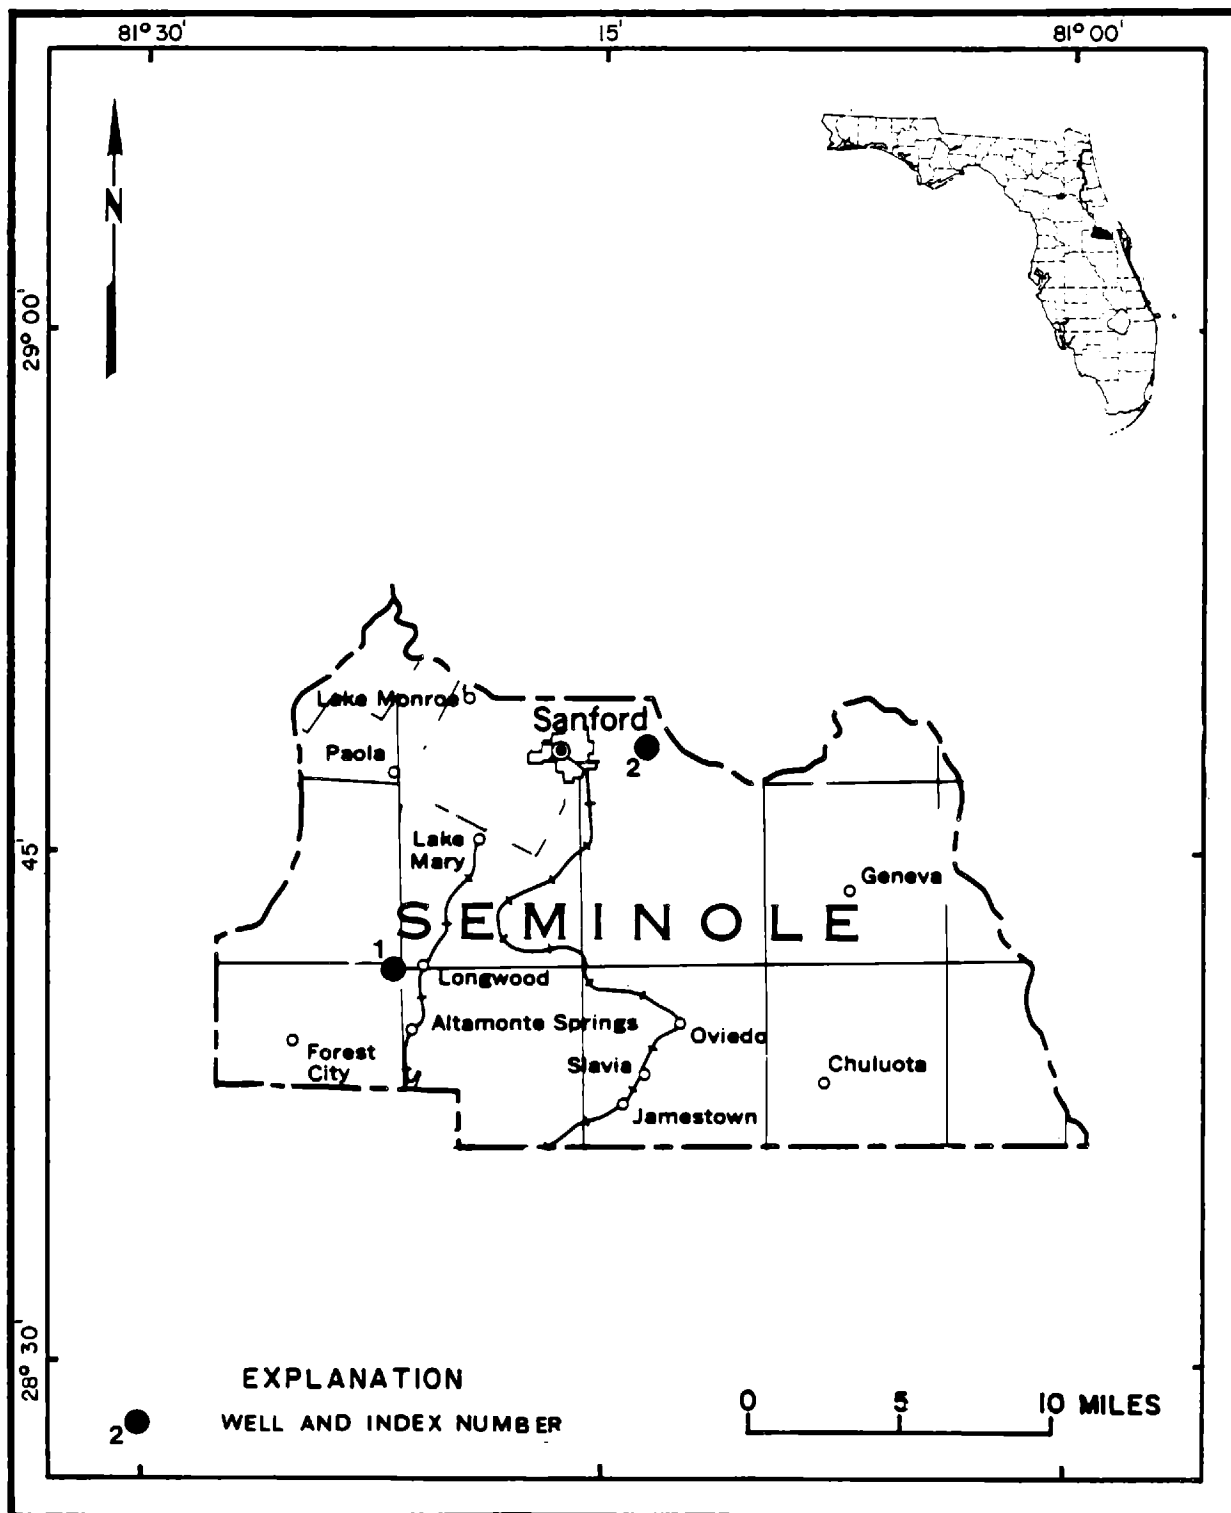 81° 30'
15'
81° 00'
N
29° 00'
Lake Monroe
Sanford
Paola
2
Lake
Mary
45'
Geneva
SEMINOLE
1
Longwood
Altamonte Springs
Oviedo
Forest
City
Slavia
Chuluota
Jamestown
28° 30'
EXPLANATION
0 5 10 MILES
2
WELL AND INDEX NUMBER